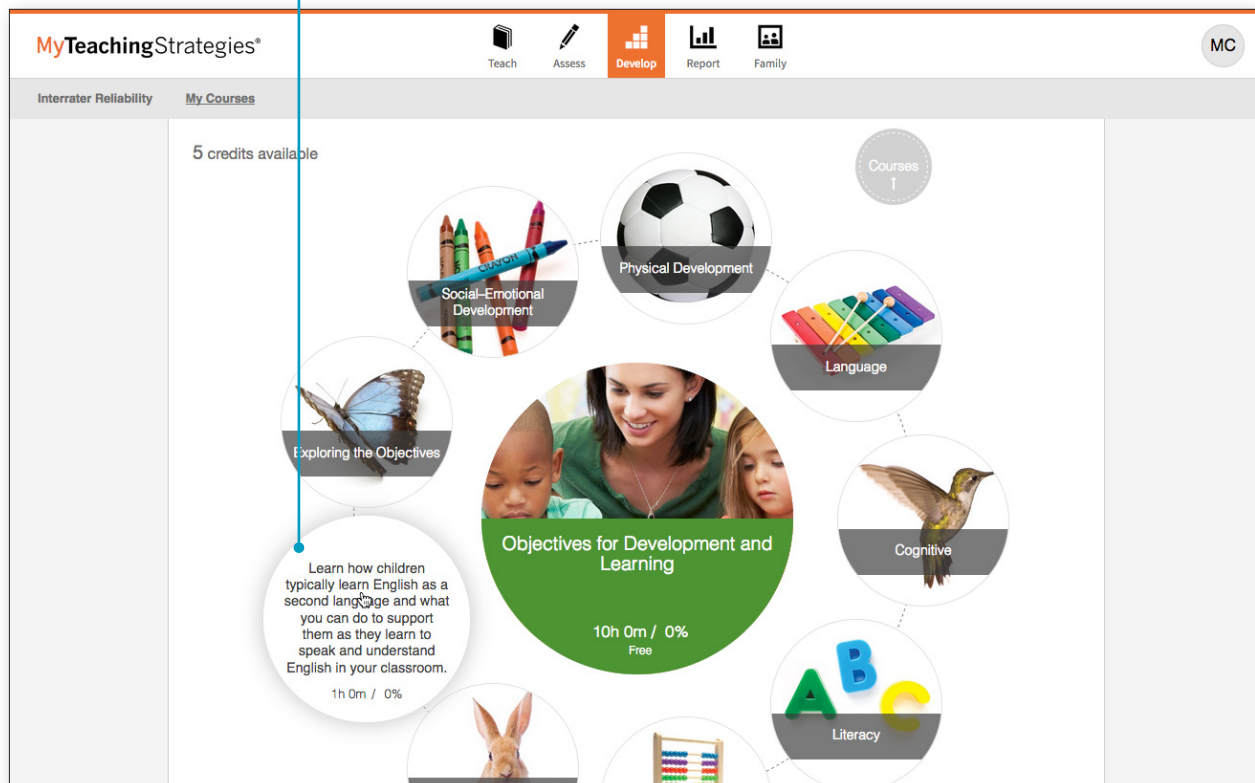 MyTeachingStrategies®
Teach
Assess
Develop
Report
Family
MC
Interrater Reliability
My Courses
5 credits available
Courses
↑
Physical Development
CRAYON
Social–Emotional
Development
Language
Exploring the Objectives
Objectives for Development and
Learning
10h 0m / 0%
Free
Cognitive
Learn how children
typically learn English as a
second language and what
you can do to support
them as they learn to
speak and understand
English in your classroom.
1h 0m / 0%
A B C
Literacy